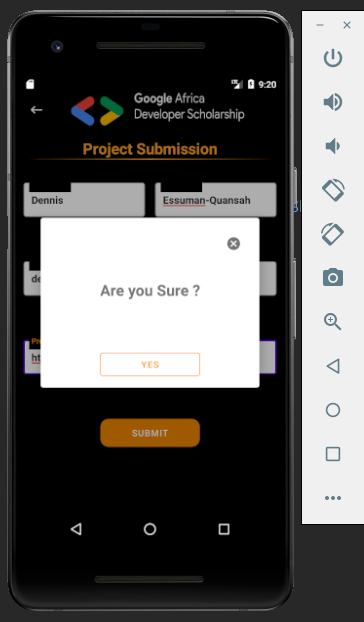 9:20
Google Africa
Developer Scholarship
Project Submission
Dennis
Essuman-Quansah
de
Are you Sure ?
Pr
ht
YES
SUBMIT